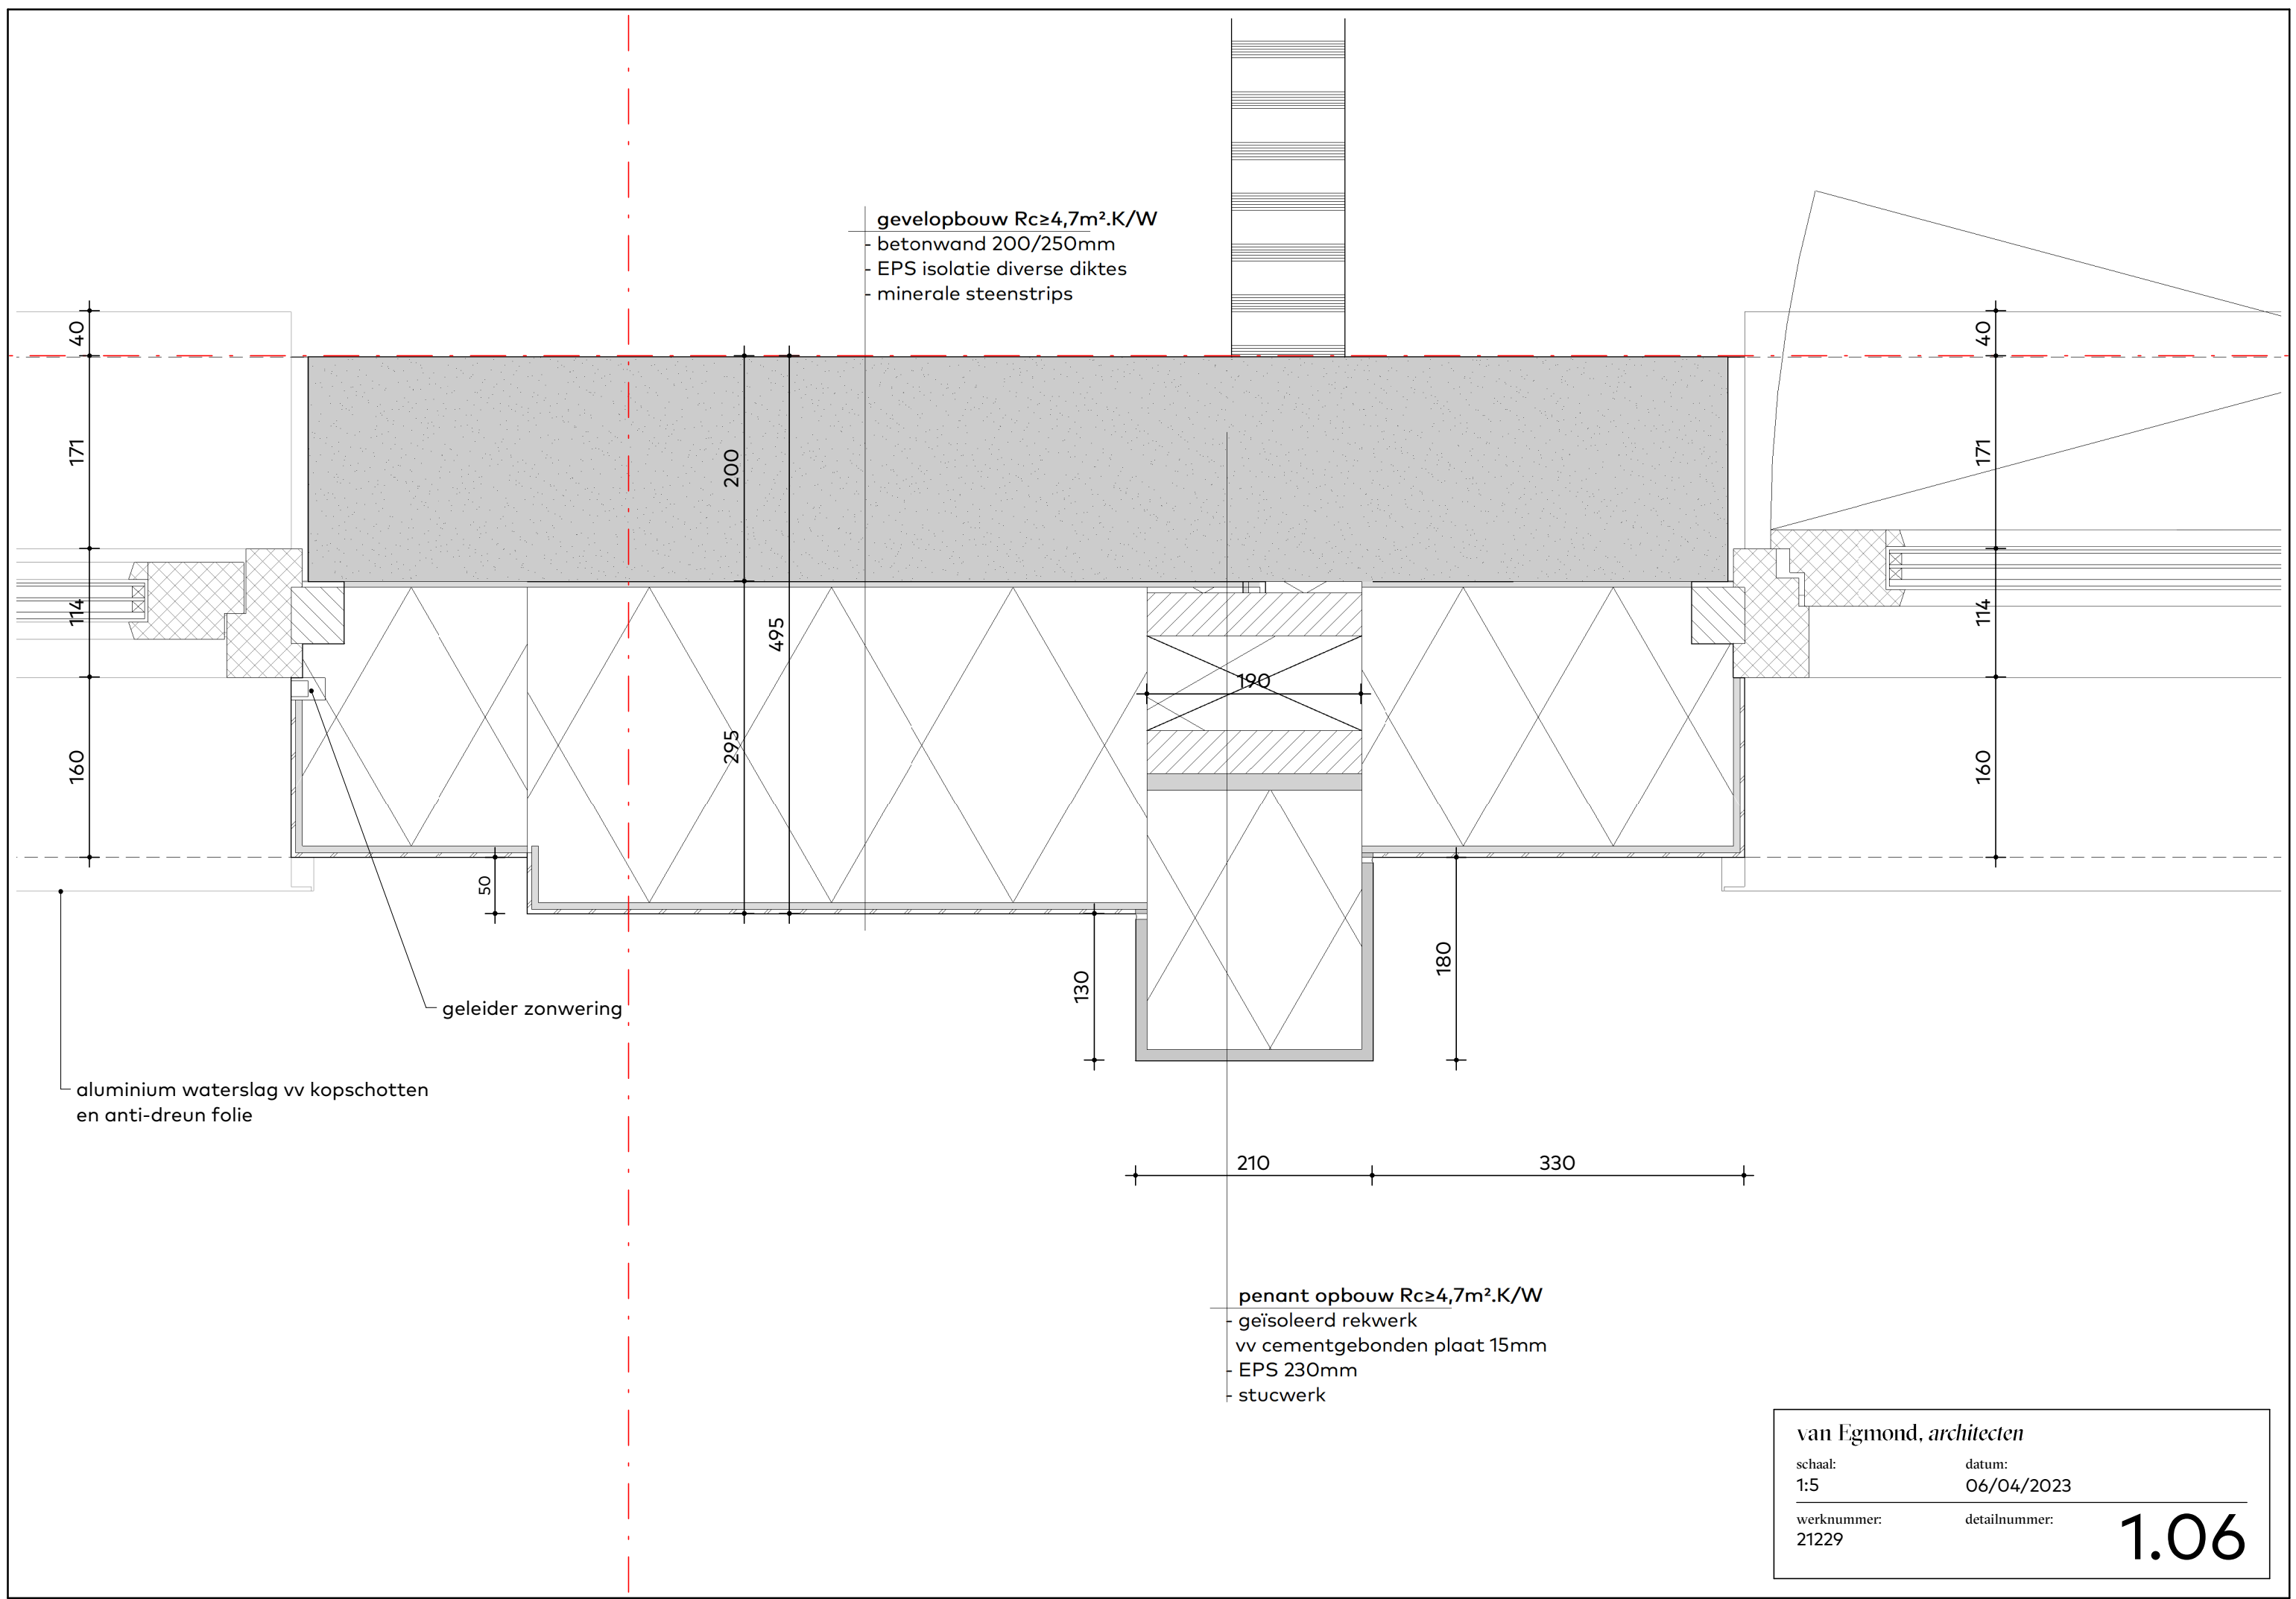 gevelopbouw Rc≥4,7m².K/W
- betonwand 200/250mm
- EPS isolatie diverse diktes
- minerale steenstrips
40
171
114
160
200
495
295
190
40
171
114
160
50
130
180
geleider zonwering
aluminium waterslag vv kopschotten
en anti-dreun folie
210
330
penant opbouw Rc≥4,7m².K/W
- geïsoleerd rekwerk
vv cementgebonden plaat 15mm
- EPS 230mm
- stucwerk
van Egmond, architecten
schaal:
1:5
datum:
06/04/2023
werknummer:
21229
detailnummer:
1.06